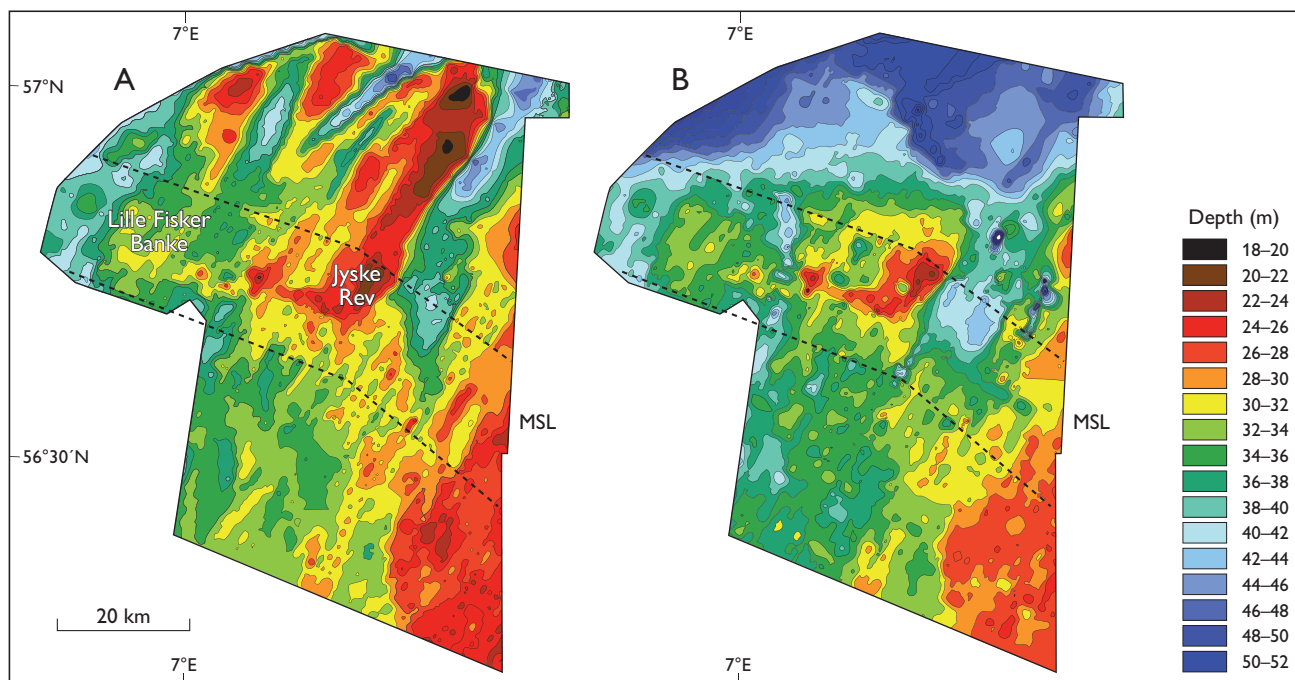 7°E
7°E
57°N
A
B
Lille Fisker
Banke
Jyske
Rev
MSL
MSL
56°30´N
20 km
7°E
7°E
Depth (m)
18–20
20–22
22–24
24–26
26–28
28–30
30–32
32–34
34–36
36–38
38–40
40–42
42–44
44–46
46–48
48–50
50–52